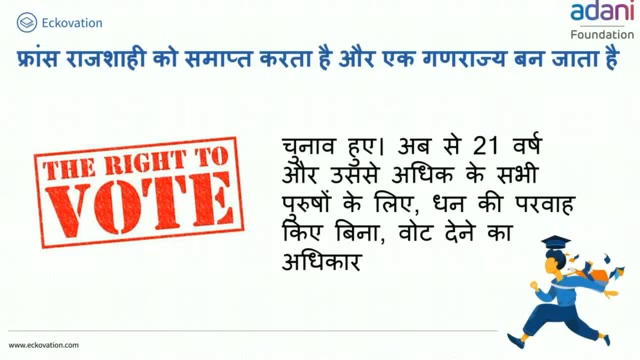 Eckovation
adani
Foundation
फ्रांस राजशाही को समाप्त करता है और एक गणराज्य बन जाता है
THE RIGHT TO
VOTE
चुनाव हुए। अब से 21 वर्ष
और उससे अधिक के सभी
पुरुषों के लिए, धन की परवाह
किए बिना, वोट देने का
अधिकार
www.eckovation.com